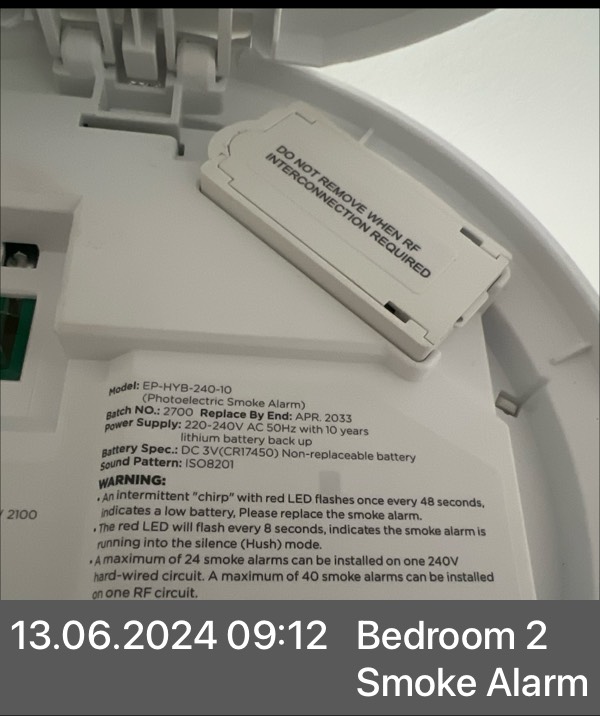 DO NOT REMOVE WHEN RF
INTERCONNECTION REQUIRED
Model: EP-HYB-240-10
(Photoelectric Smoke Alarm)
Batch NO.: 2700 Replace By End: APR. 2033
Power Supply: 220-240V AC 50Hz with 10 years
lithium battery back up
Battery Spec.: DC 3V(CR17450) Non-replaceable battery
Sound Pattern: ISO8201
WARNING:
• An intermittent "chirp" with red LED flashes once every 48 seconds,
indicates a low battery, Please replace the smoke alarm.
• The red LED will flash every 8 seconds, indicates the smoke alarm is
running into the silence (Hush) mode.
• A maximum of 24 smoke alarms can be installed on one 240V
hard-wired circuit. A maximum of 40 smoke alarms can be installed
on one RF circuit.
/ 2100
13.06.2024 09:12 Bedroom 2
Smoke Alarm